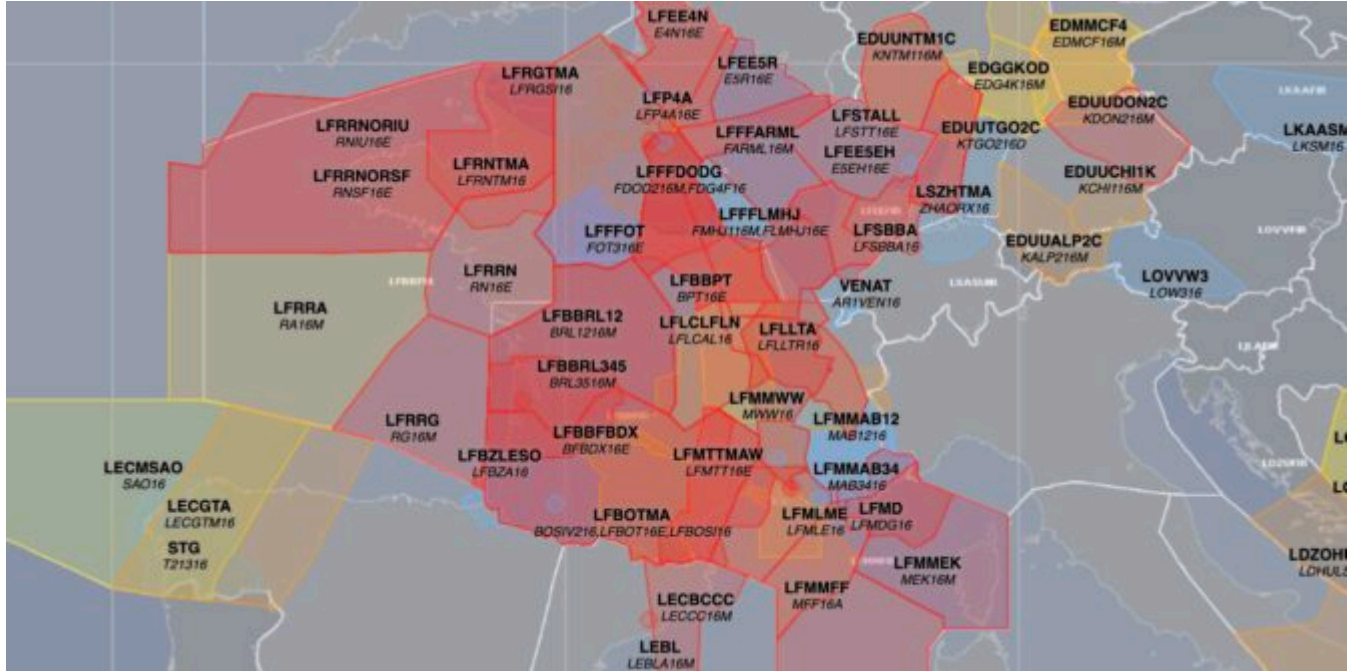 LFEE4N
E4N16E
EDUUNTM1C
KNTM116M
EDMMCF4
EDMCF16M
LFEE5R
E5R16E
EDGGKOD
EDG4K16M
LFRGTMA
LFRGSI16
LFP4A
LFP4A16E
EDUUDON2C
KDON216M
LFRRNORIU
RNIU16E
LFFFARML
FARML16M
LFSTALL
LFSTT16E
EDUUTGO2C
KTGO216D
LKAASM
LKSM16
LFRNTMA
LFRNTM16
LFEE5EH
E5EH16E
LFRRNORSF
RNSF16E
LFFFDODG
FDOD216M,FDG4F16
EDUUCHI1K
KCHI116M
LSZHTMA
ZHAORX16
LFFFLMHJ
FMHJ116M,FLMHJ16E
LFFFOT
FOT316E
LFSBBA
LFSBBA16
EDUUALP2C
KALP216M
LOVVFIR
LFRRN
RN16E
LFBBPT
BPT16E
VENAT
AR1VEN16
LOVVW3
LOW316
LFRRA
RA16M
LFBBRL12
BRL1216M
LFLCLFLN
LFLCAL16
LFLLTA
LFLLTR16
LFBBRL345
BRL3516M
LFMMWW
MWW16
LFRRG
RG16M
LFMMAB12
MAB1216
LFBBFBDX
BFBDX16E
LFBZLESO
LFBZA16
LFMTTMAW
LFMTT16E
LECMSAO
SAO16
LFMMAB34
MAB3416
LECGTA
LECGTM16
LFBOTMA
BOSIV216,LFBOT16E,LFBOSI16
LFMLME
LFMLE16
LFMD
LFMDG16
STG
T21316
LFMMEK
MEK16M
LDZOHU
LDHUL5
LFMMFF
MFF16A
LECBCCC
LECCC16M
LEBL
LEBLA16M